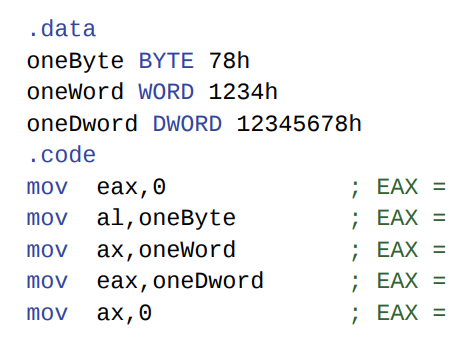 .data
oneByte BYTE 78h
oneWord WORD 1234h
oneDword DWORD 12345678h
.code
mov  eax,0             ; EAX =
mov  al,oneByte        ; EAX =
mov  ax,oneWord        ; EAX =
mov  eax,oneDword      ; EAX =
mov  ax,0              ; EAX =